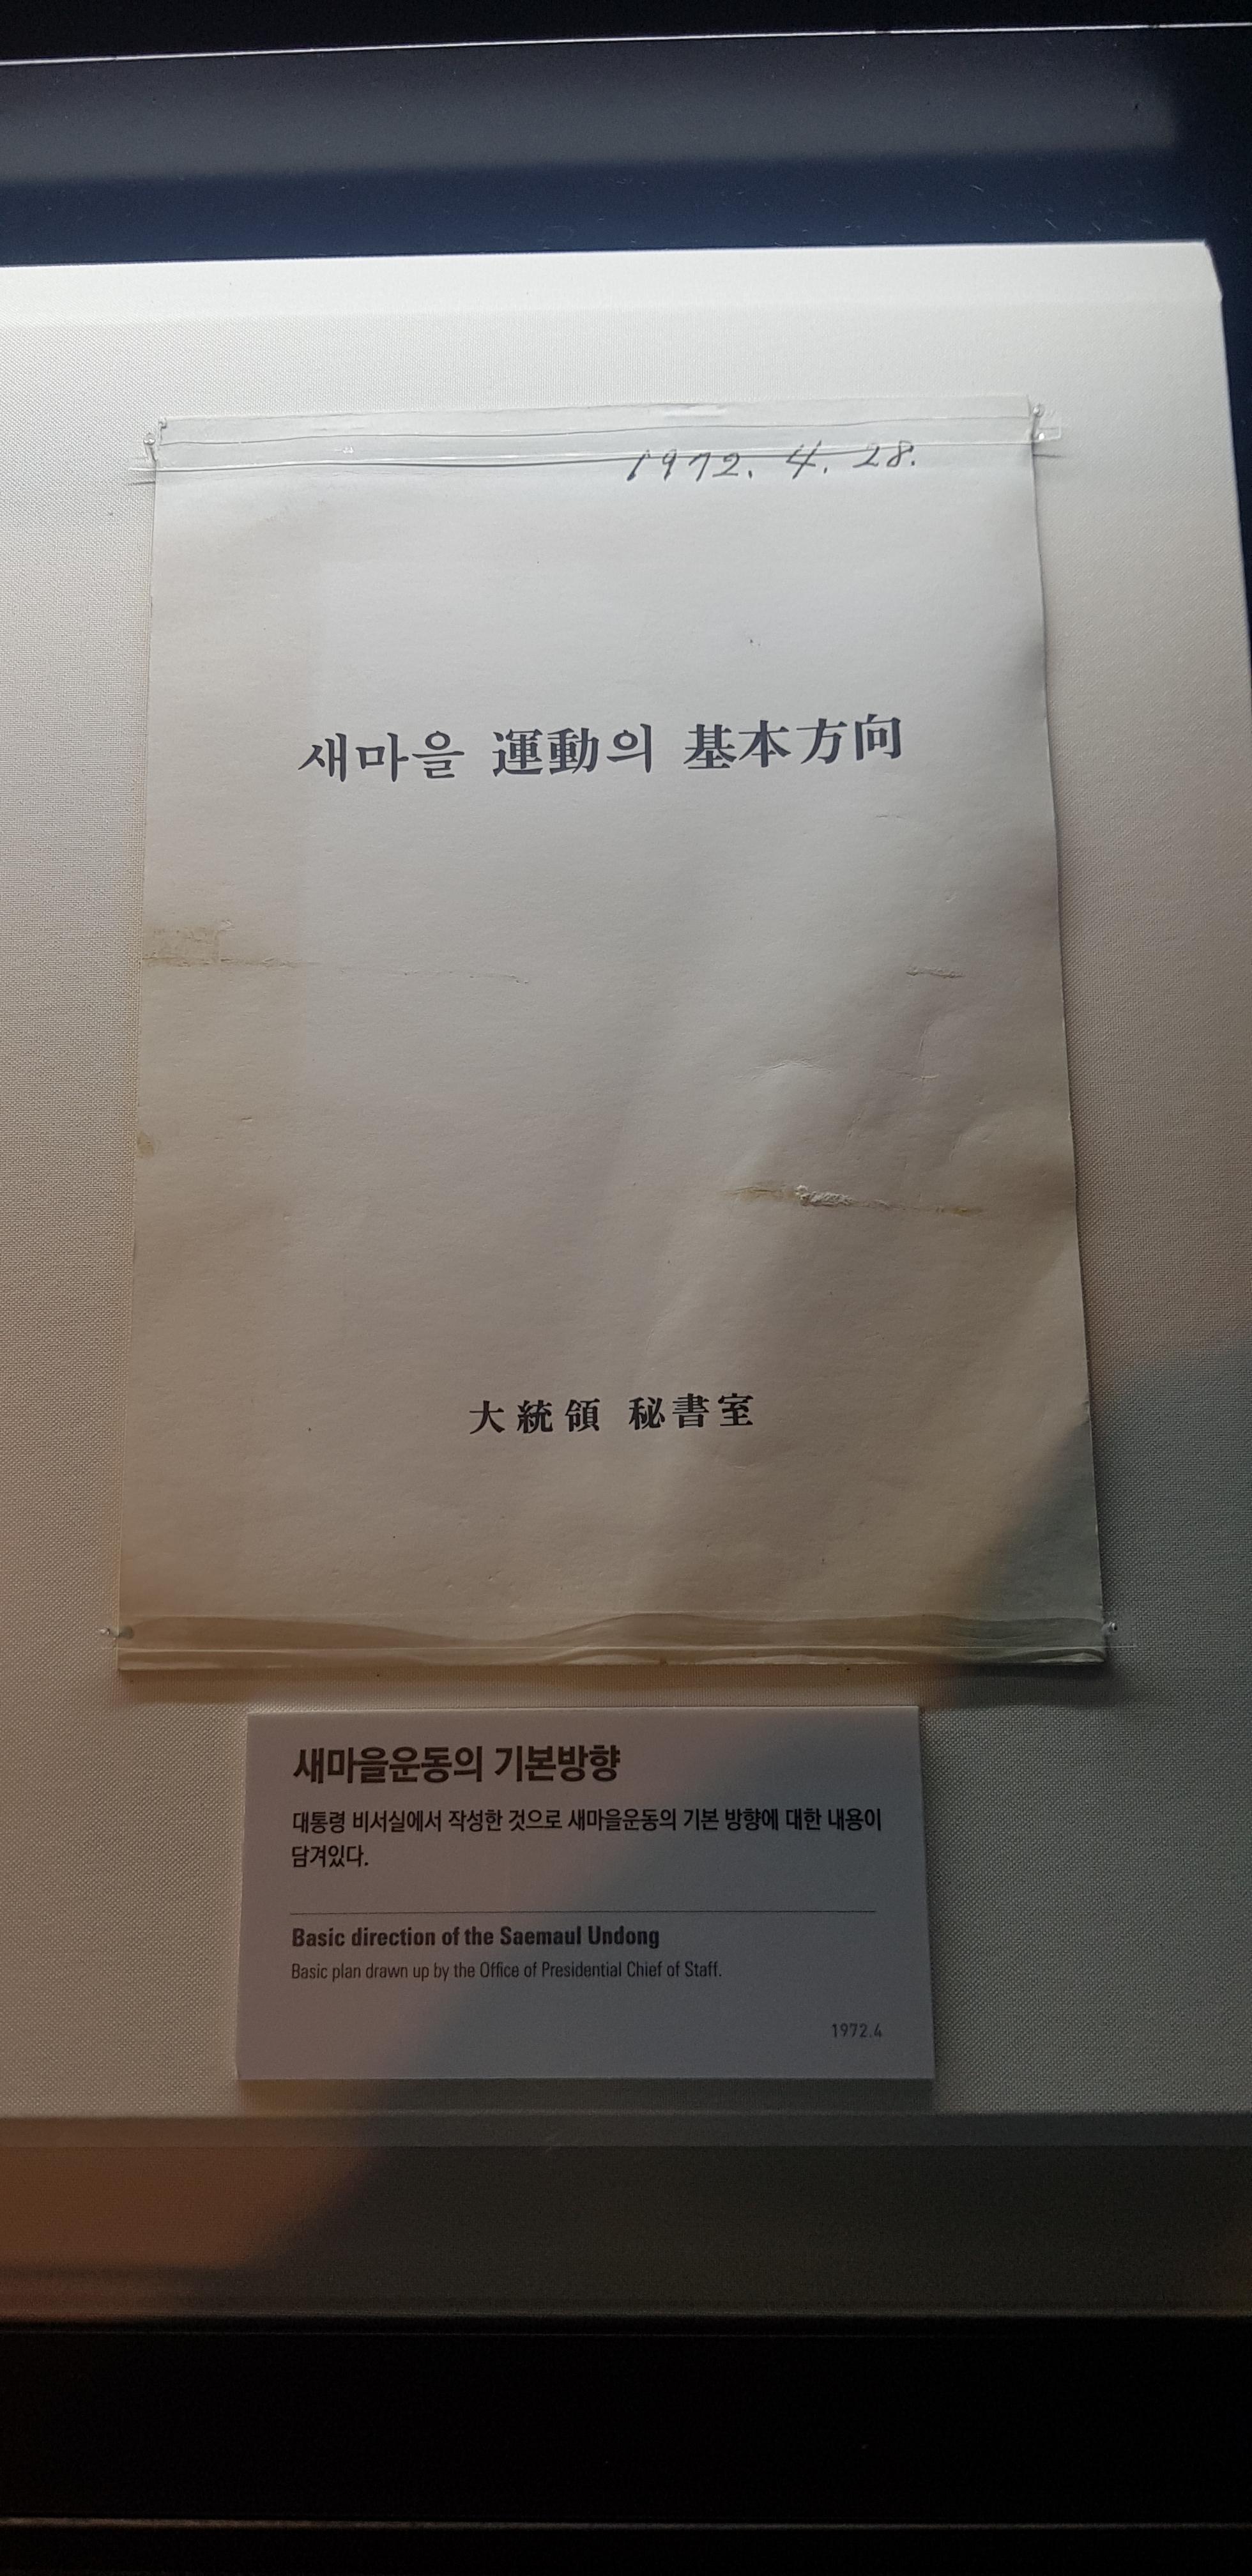 1972. 4. 28.
새마을 運動의 基本方向
大統領 秘書室
새마을운동의 기본방향
대통령 비서실에서 작성한 것으로 새마을운동의 기본 방향에 대한 내용이
담겨있다.
Basic direction of the Saemaul Undong
Basic plan drawn up by the Office of Presidential Chief of Staff.
1972.4